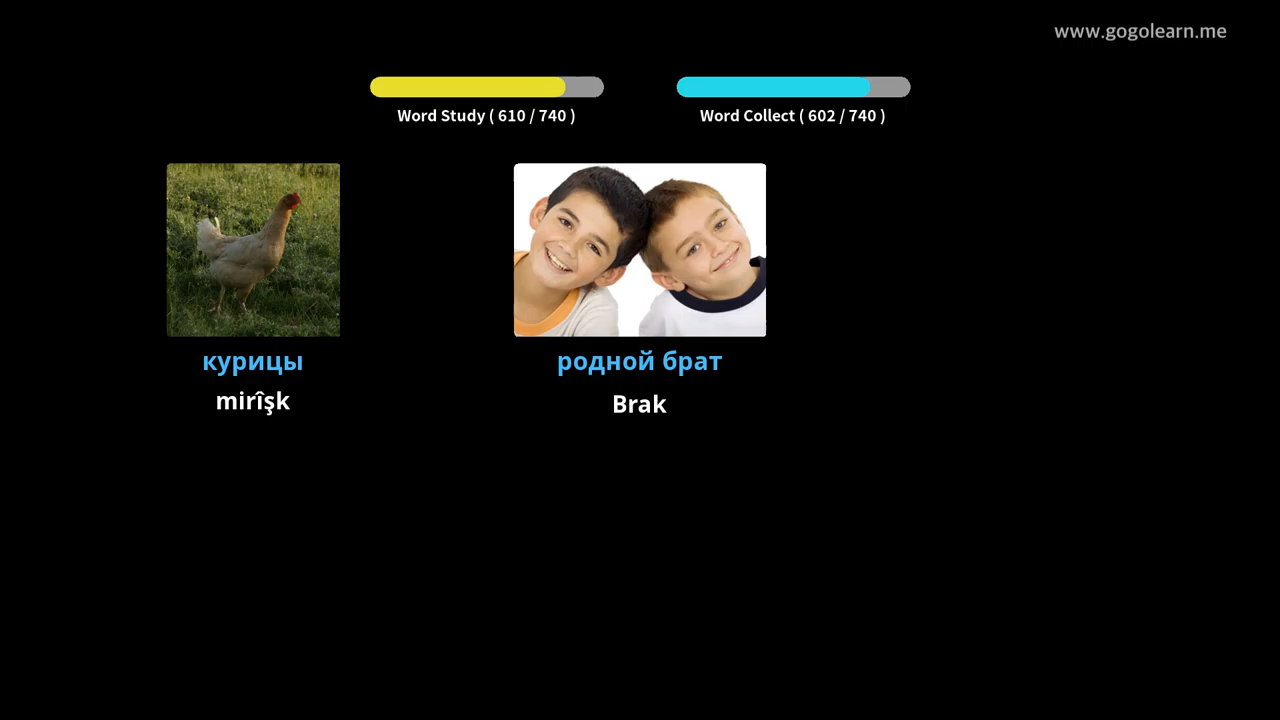 www.gogolearn.me
Word Study ( 610 / 740 )
Word Collect ( 602 / 740 )
курицы
mirîşk
родной брат
Brak